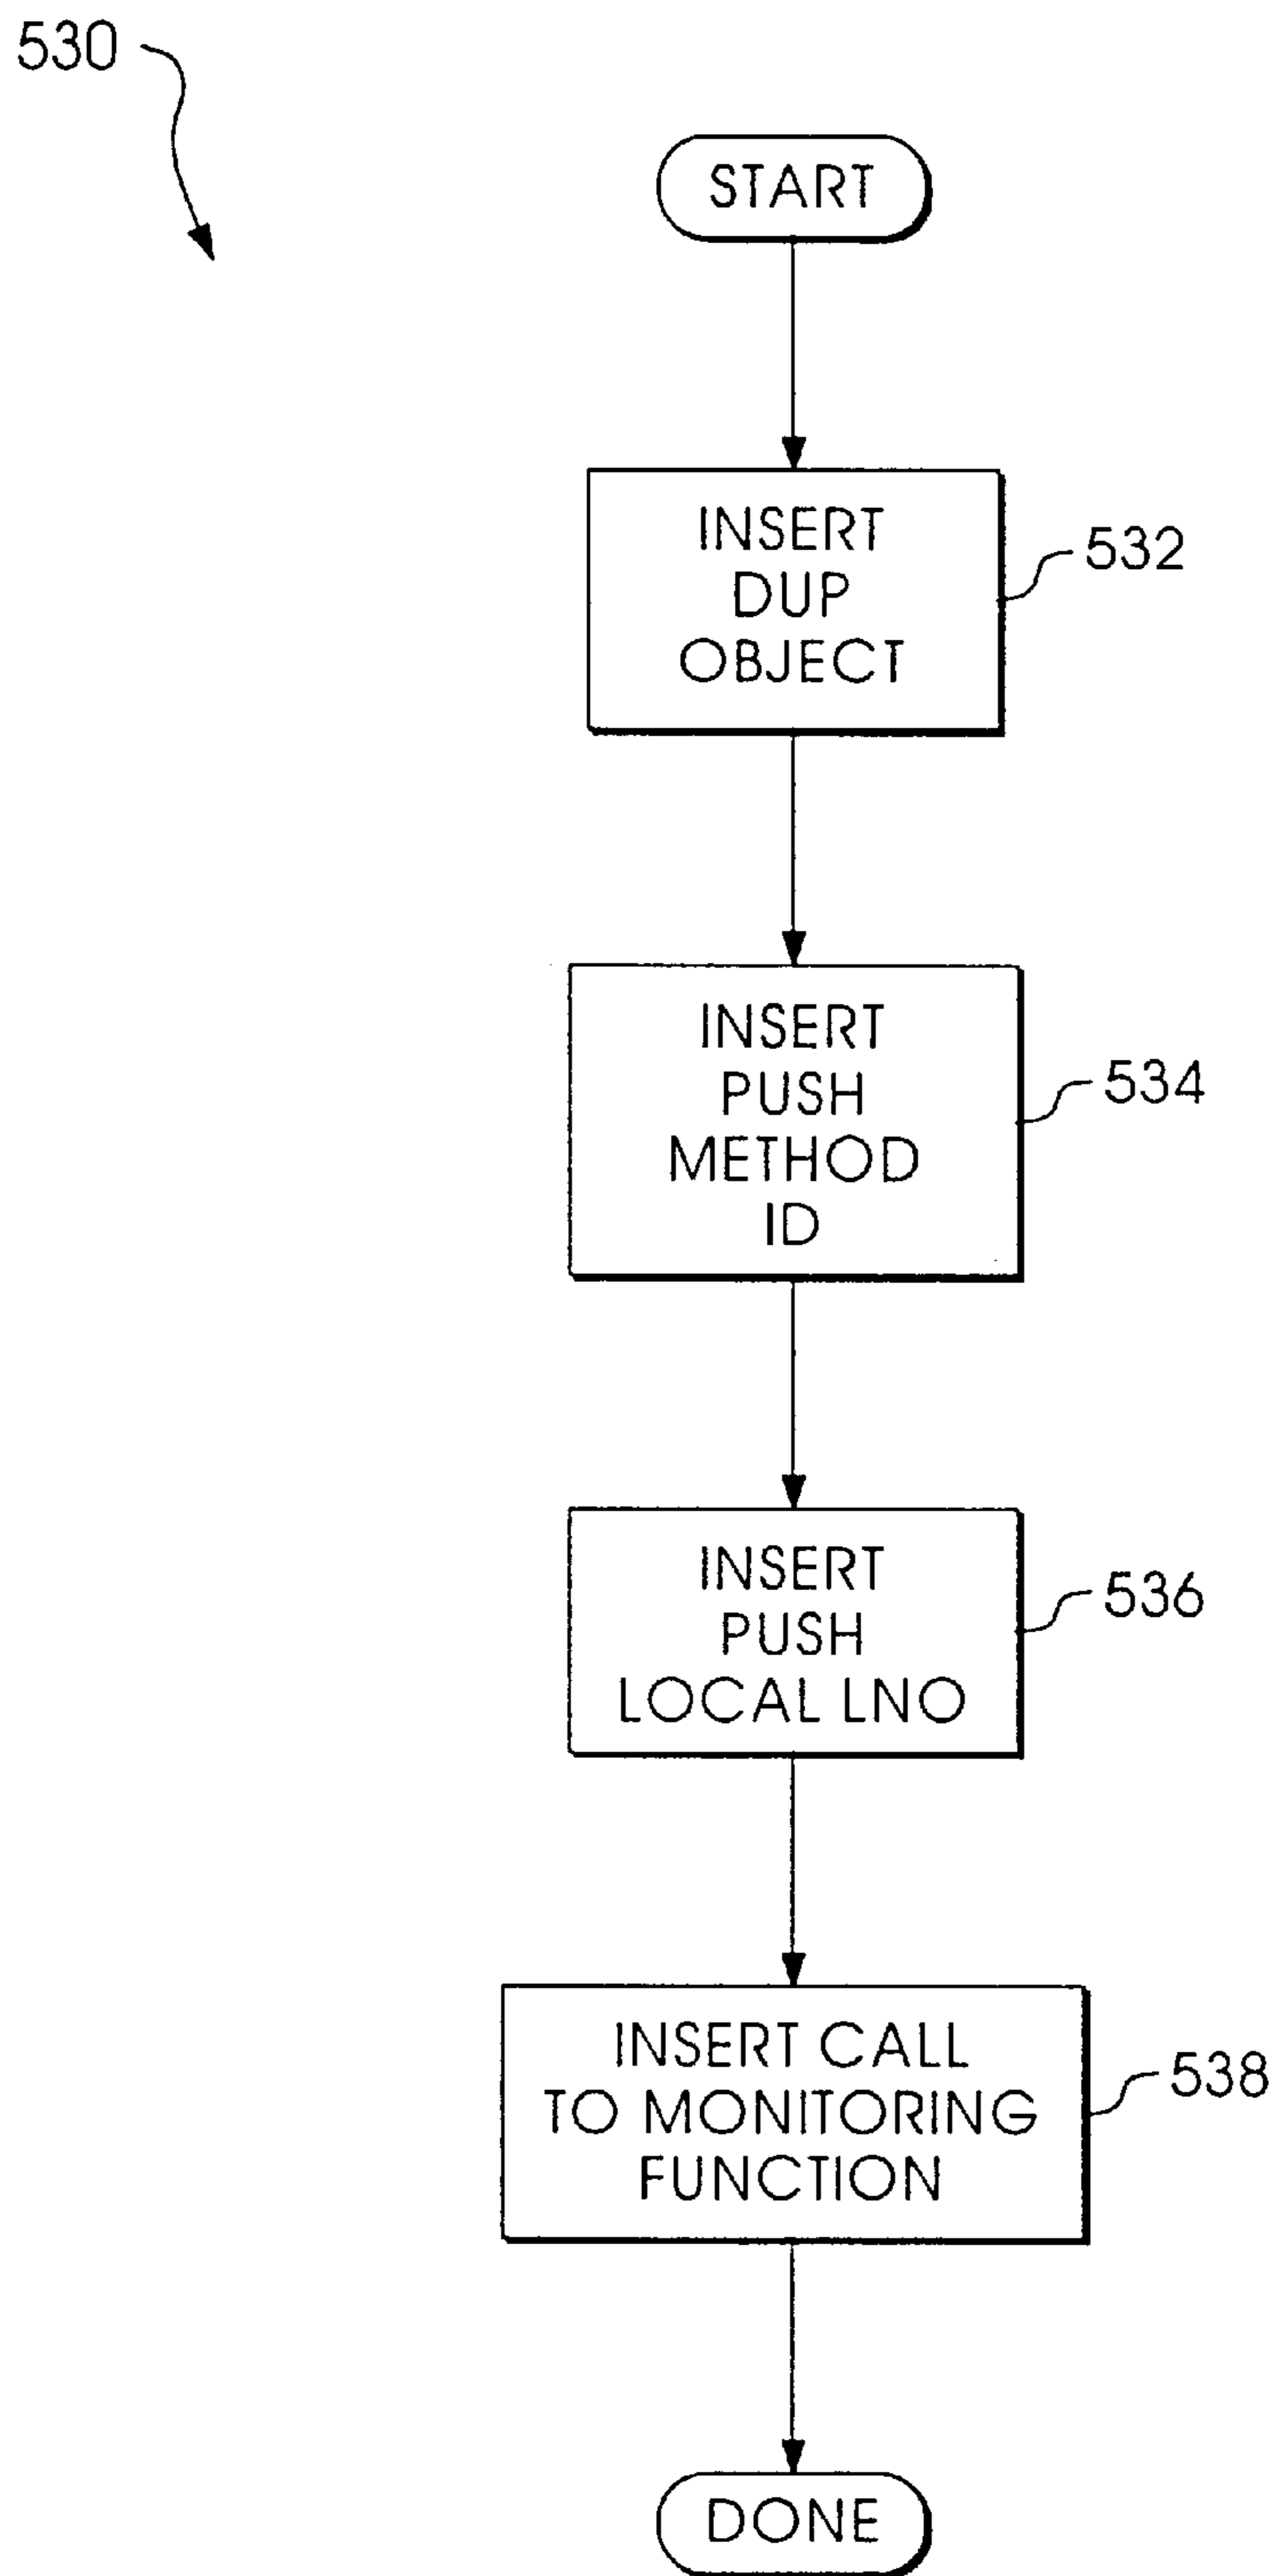 530
START
INSERT
DUP
OBJECT
532
INSERT
PUSH
METHOD
ID
534
INSERT
PUSH
LOCAL LNO
536
INSERT CALL
TO MONITORING
FUNCTION
538
DONE